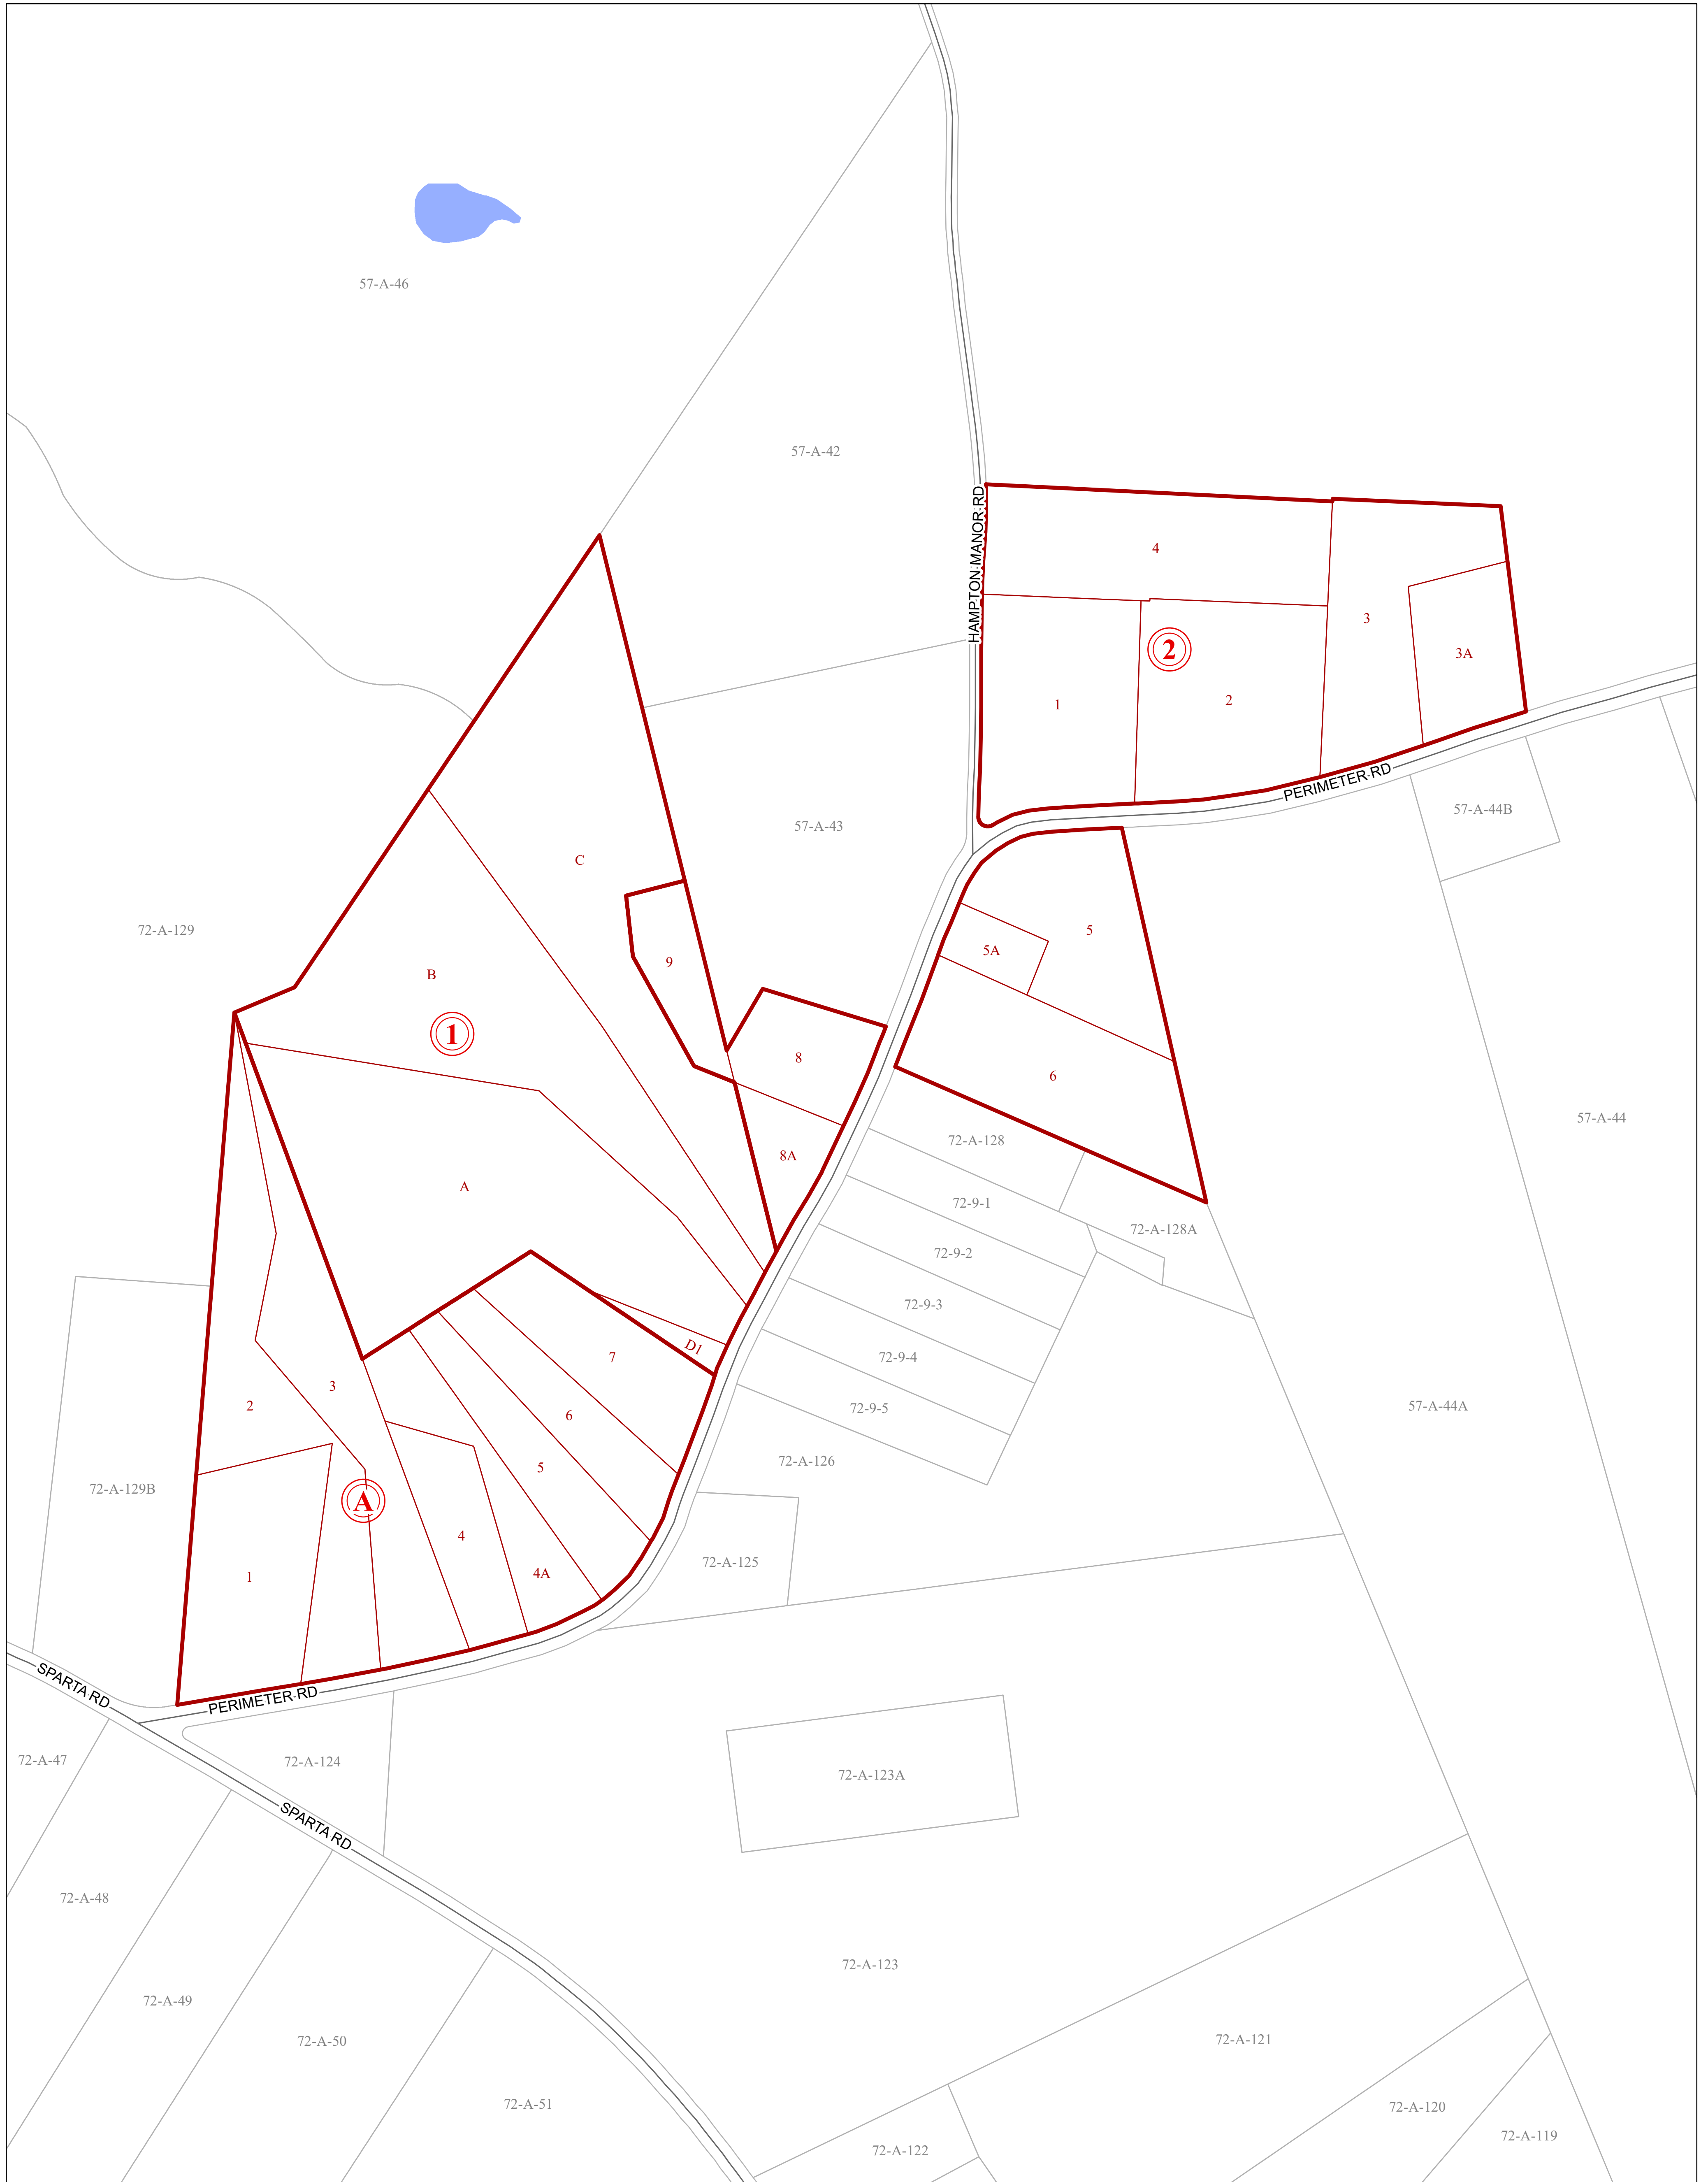 57-A-46
57-A-42
HAMPTON MANOR RD
4
3
2
3A
1
2
PERIMETER RD
57-A-44B
57-A-43
C
72-A-129
5
5A
9
B
1
8
6
57-A-44
72-A-128
8A
A
72-9-1
72-A-128A
72-9-2
72-9-3
D1
7
72-9-4
3
2
6
72-9-5
57-A-44A
72-A-126
5
72-A-129B
A
4
72-A-125
4A
1
SPARTA RD
PERIMETER RD
72-A-47
72-A-124
72-A-123A
SPARTA RD
72-A-48
72-A-123
72-A-49
72-A-50
72-A-121
72-A-51
72-A-120
72-A-119
72-A-122